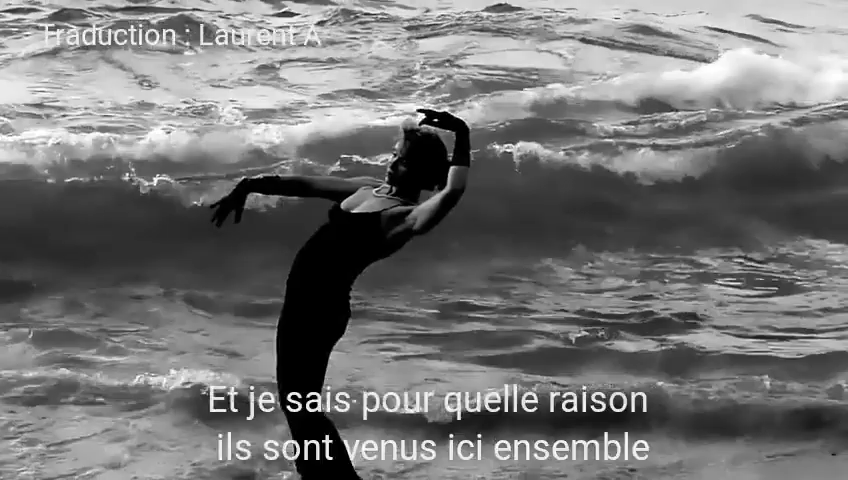 Traduction : Laurent A
Et je sais pour quelle raison
ils sont venus ici ensemble